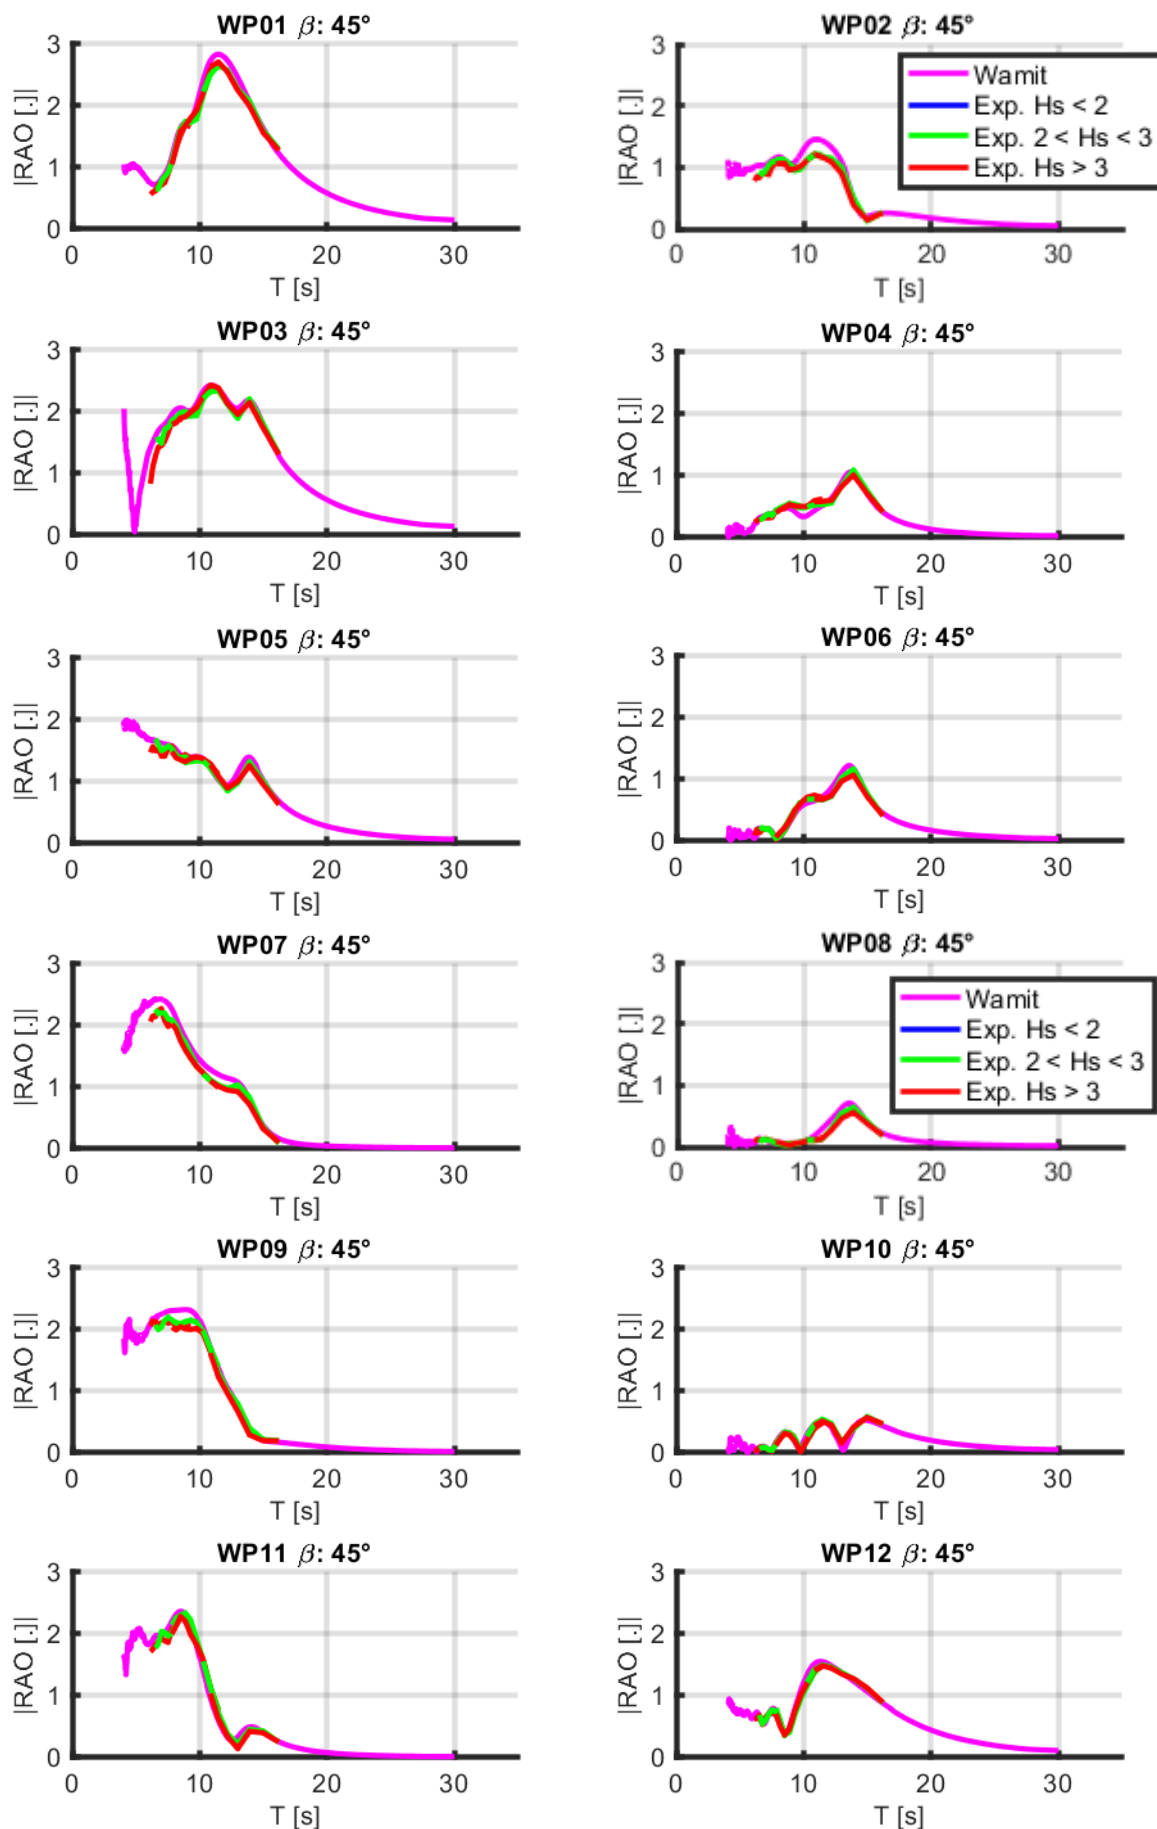 WP01 β: 45°
|RAO [.]|
3
2
1
0
0 10 20 30
T [s]
WP02 β: 45°
|RAO [.]|
3
2
1
0
0 10 20 30
T [s]
Wamit
Exp. Hs < 2
Exp. 2 < Hs < 3
Exp. Hs > 3
WP03 β: 45°
|RAO [.]|
3
2
1
0
0 10 20 30
T [s]
WP04 β: 45°
|RAO [.]|
3
2
1
0
0 10 20 30
T [s]
WP05 β: 45°
|RAO [.]|
3
2
1
0
0 10 20 30
T [s]
WP06 β: 45°
|RAO [.]|
3
2
1
0
0 10 20 30
T [s]
WP07 β: 45°
|RAO [.]|
3
2
1
0
0 10 20 30
T [s]
WP08 β: 45°
|RAO [.]|
3
2
1
0
0 10 20 30
T [s]
Wamit
Exp. Hs < 2
Exp. 2 < Hs < 3
Exp. Hs > 3
WP09 β: 45°
|RAO [.]|
3
2
1
0
0 10 20 30
T [s]
WP10 β: 45°
|RAO [.]|
3
2
1
0
0 10 20 30
T [s]
WP11 β: 45°
|RAO [.]|
3
2
1
0
0 10 20 30
T [s]
WP12 β: 45°
|RAO [.]|
3
2
1
0
0 10 20 30
T [s]